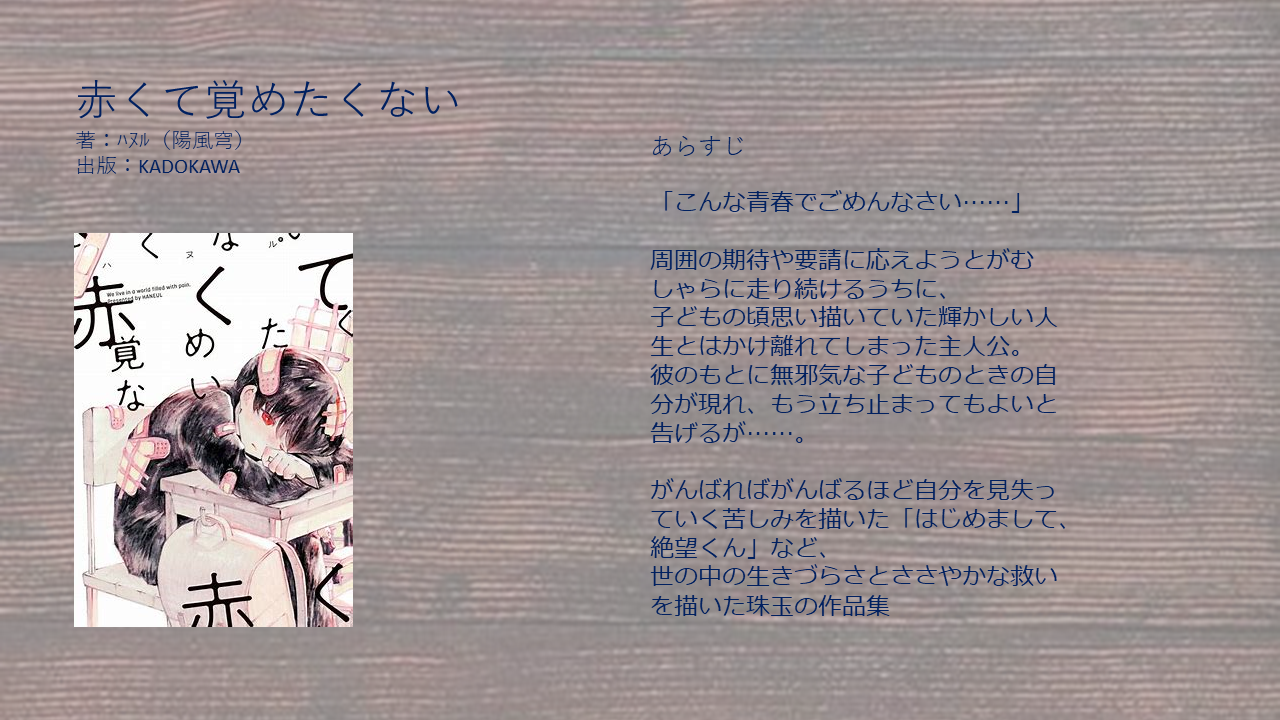 赤くて覚めたくない
著：ﾊﾇﾙ（陽風穹）
出版：KADOKAWA
あらすじ
「こんな青春でごめんなさい……」
周囲の期待や要請に応えようとがむ
しゃらに走り続けるうちに、
子どもの頃思い描いていた輝かしい人
生とはかけ離れてしまった主人公。
彼のもとに無邪気な子どものときの自
分が現れ、もう立ち止まってもよいと
告げるが……。
がんばればがんばるほど自分を見失っ
ていく苦しみを描いた「はじめまして、
絶望くん」など、
世の中の生きづらさとささやかな救い
を描いた珠玉の作品集
ハヌル
We live in a world filled with pain.
Presented by HANEUL
赤くて
覚めたく
ない
赤く